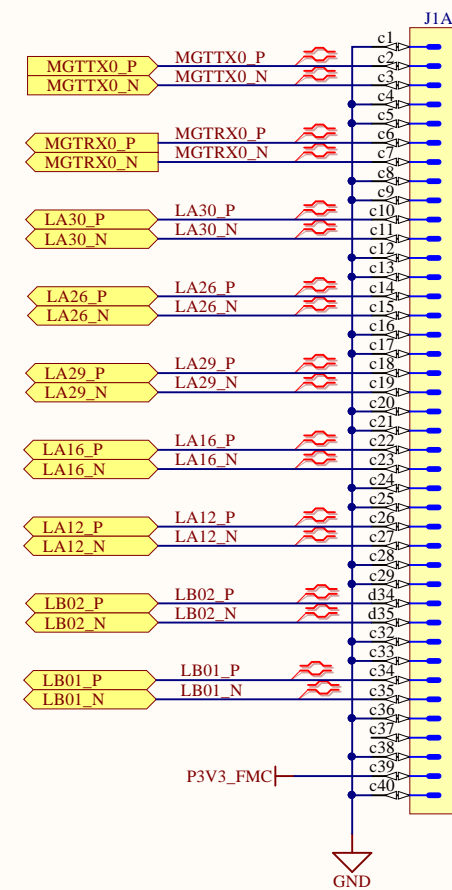 J1A
c1
MGTTX0_P MGTTX0_P c2
MGTTX0_N MGTTX0_N c3
c4
c5
MGTRX0_P MGTRX0_P c6
MGTRX0_N MGTRX0_N c7
c8
c9
LA30_P LA30_P c10
LA30_N LA30_N c11
c12
c13
LA26_P LA26_P c14
LA26_N LA26_N c15
c16
c17
LA29_P LA29_P c18
LA29_N LA29_N c19
c20
c21
LA16_P LA16_P c22
LA16_N LA16_N c23
c24
c25
LA12_P LA12_P c26
LA12_N LA12_N c27
c28
c29
LB02_P LB02_P d34
LB02_N LB02_N d35
c32
c33
LB01_P LB01_P c34
LB01_N LB01_N c35
c36
c37
c38
P3V3_FMC c39
c40
GND